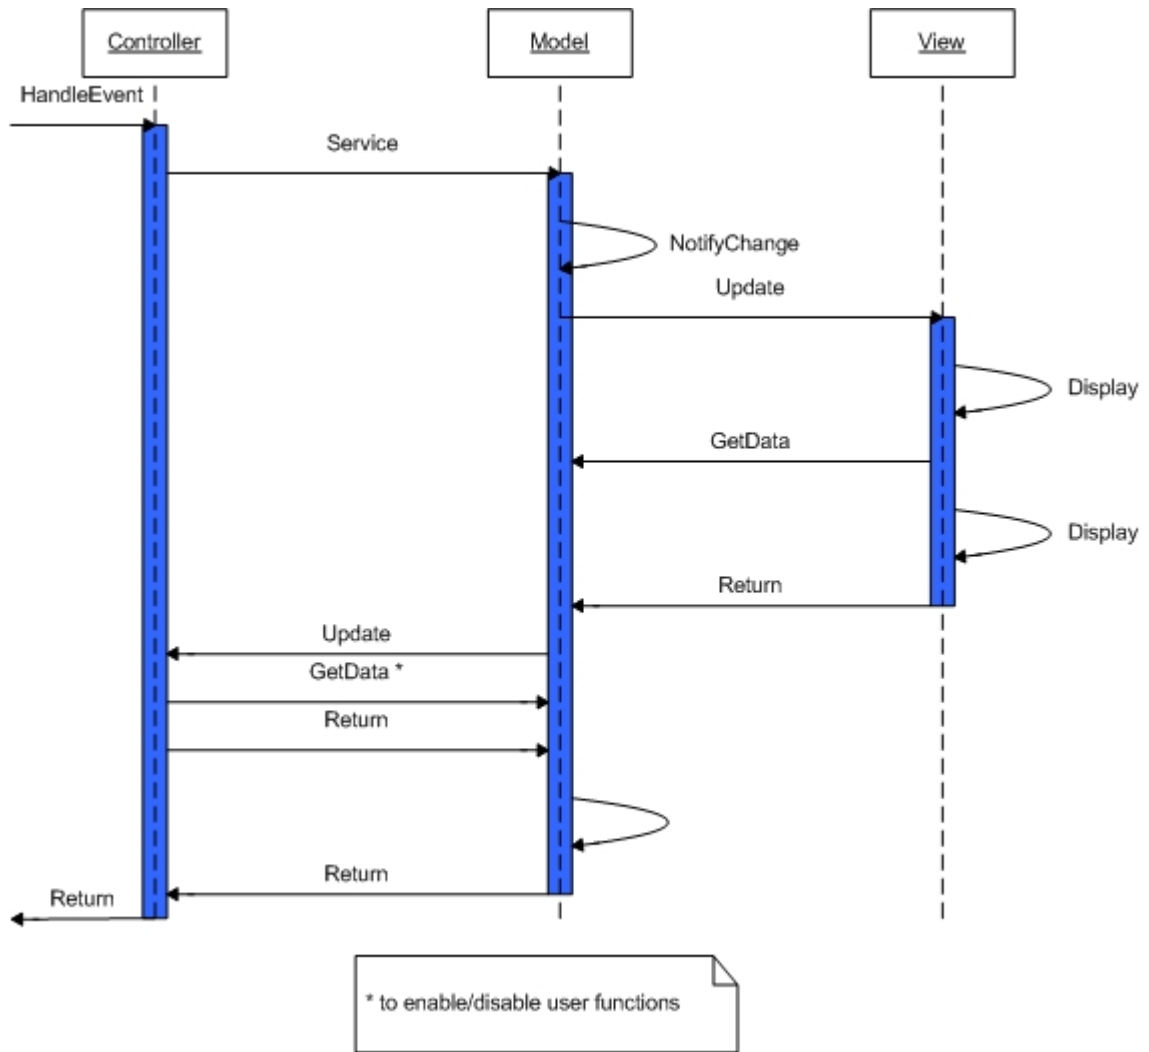 Controller
Model
View
HandleEvent
Service
NotifyChange
Update
Display
GetData
Display
Return
Update
GetData *
Return
Return
Return
* to enable/disable user functions